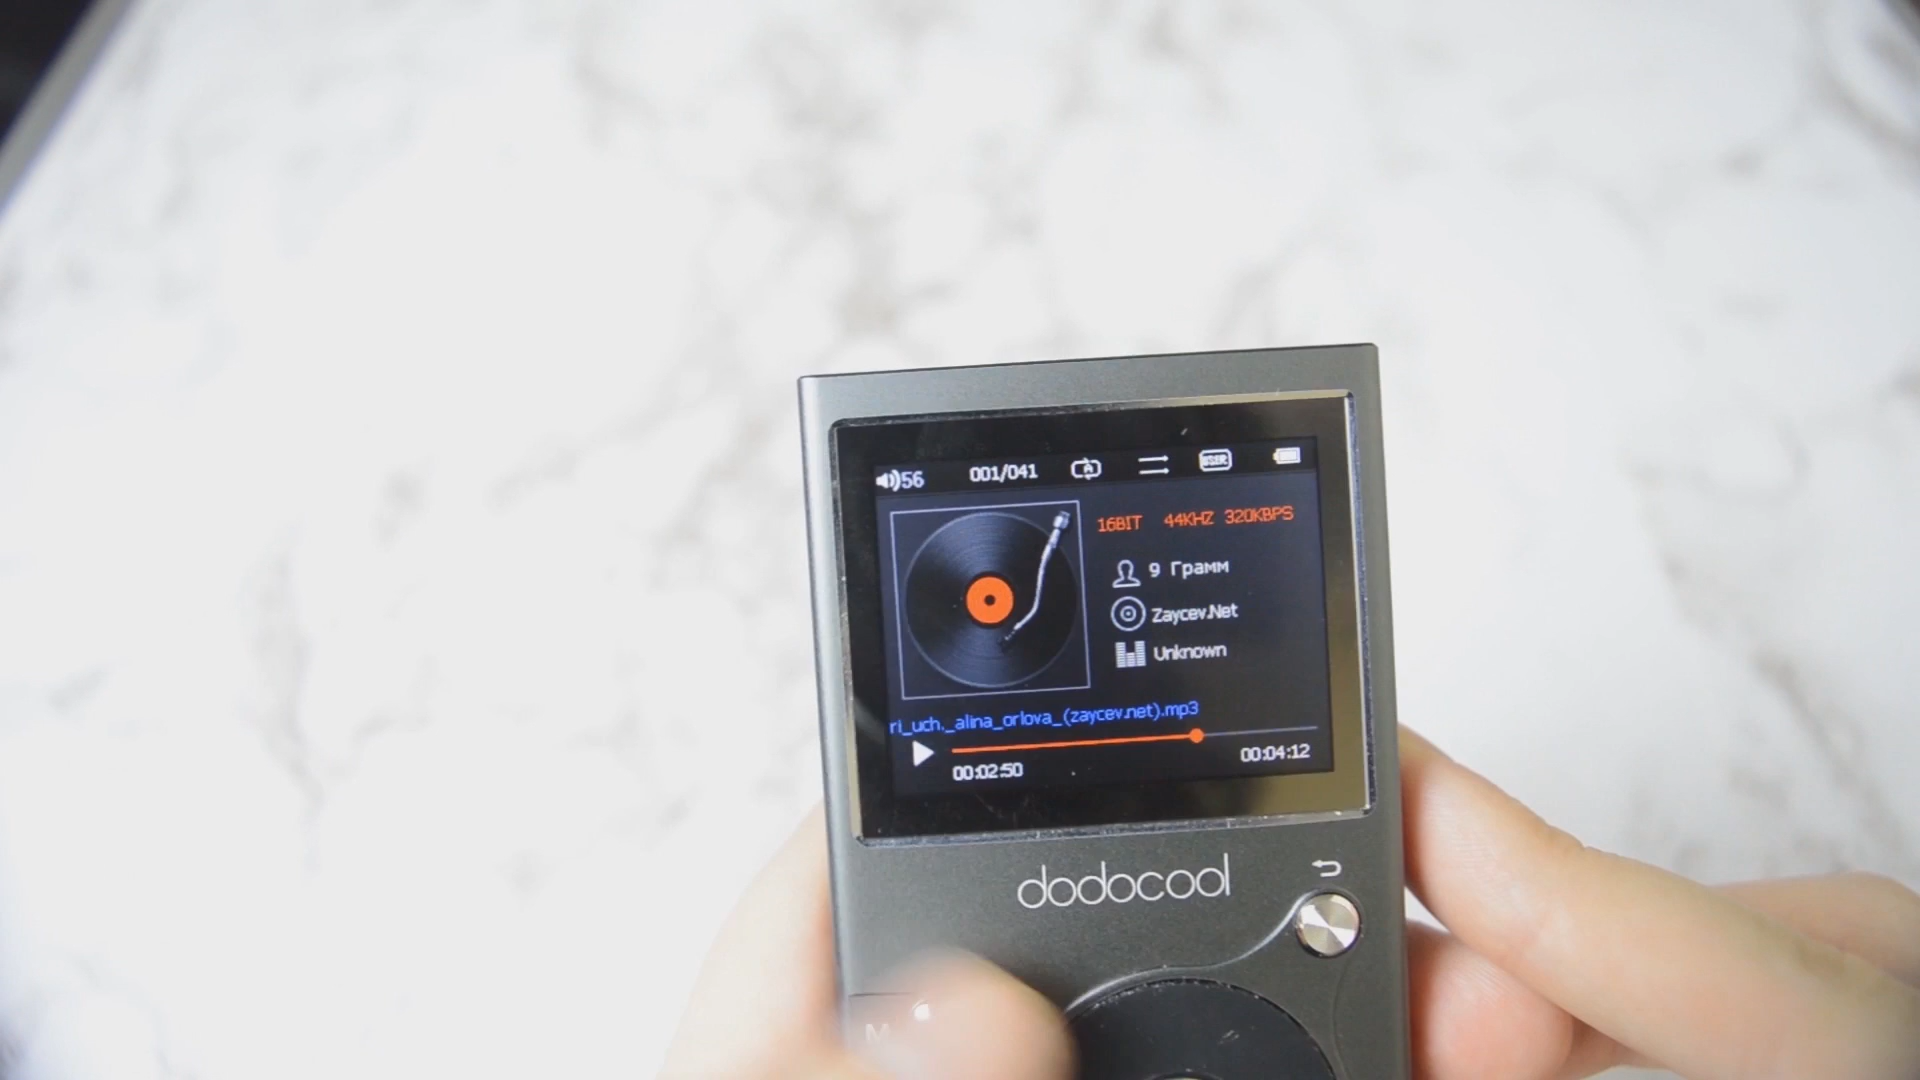 56 001/041 A USER
16BIT 44KHZ 320KBPS
9 Грамм
Zaycev.Net
Unknown
ri_uch._alina_orlova_(zaycev.net).mp3
00:02:50 00:04:12
dodocool
M